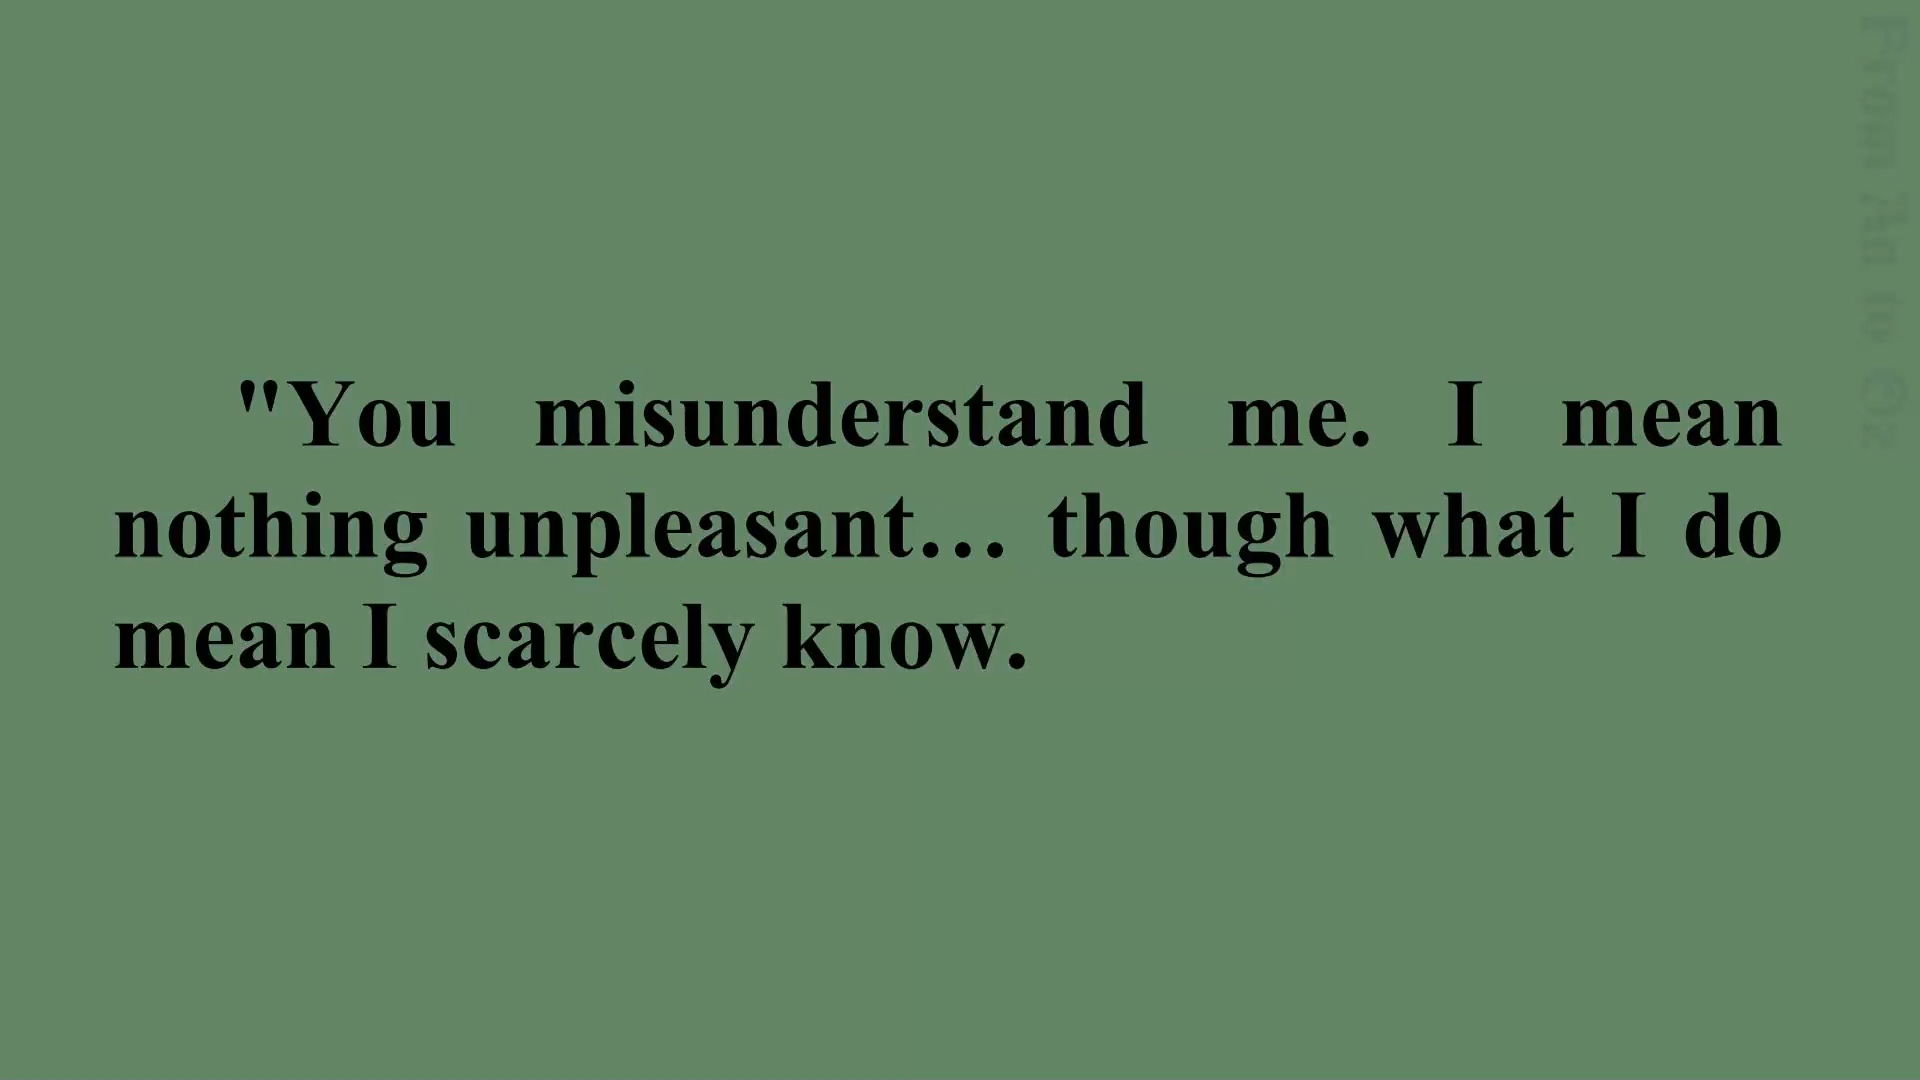 "You misunderstand me. I mean
nothing unpleasant… though what I do
mean I scarcely know.